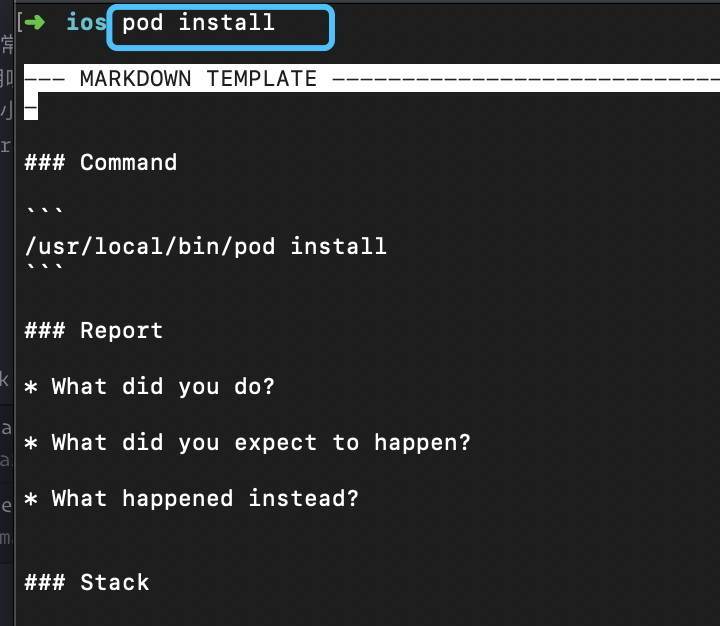 [➜ ios pod install
——— MARKDOWN TEMPLATE ———————————————————————————
—
### Command
```
/usr/local/bin/pod install
```
### Report
* What did you do?
* What did you expect to happen?
* What happened instead?
### Stack